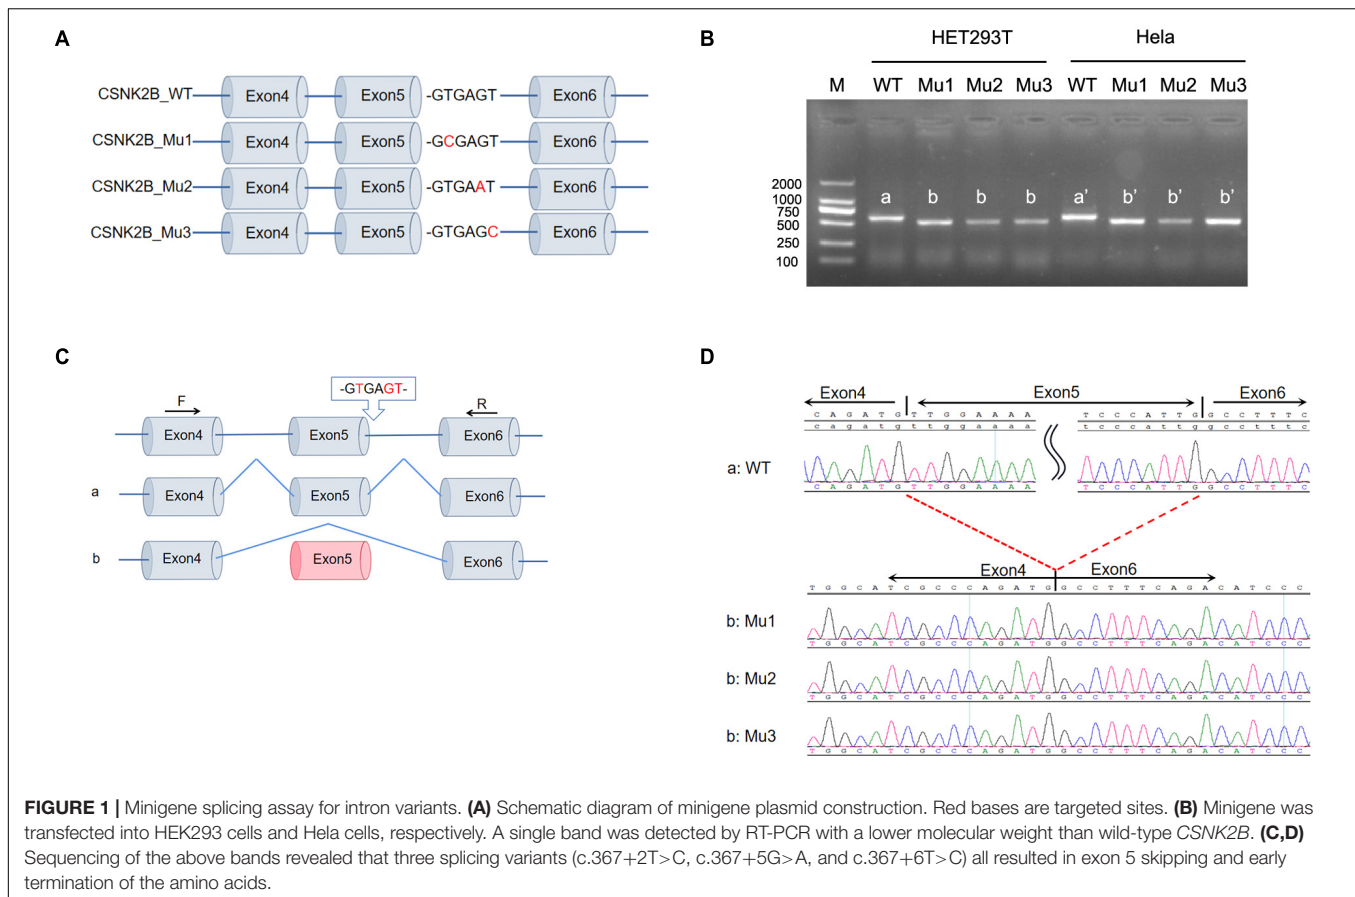 A
CSNK2B_WT Exon4 Exon5 -GTGAGT Exon6
CSNK2B_Mu1 Exon4 Exon5 -GCGAGT Exon6
CSNK2B_Mu2 Exon4 Exon5 -GTGAAT Exon6
CSNK2B_Mu3 Exon4 Exon5 -GTGAGC Exon6
B
HET293T Hela
M WT Mu1 Mu2 Mu3 WT Mu1 Mu2 Mu3
2000
1000
750
500
250
100
a b b b a' b' b' b'
C
-GTGAGT-
F R
Exon4 Exon5 Exon6
a Exon4 Exon5 Exon6
b Exon4 Exon5 Exon6
D
Exon4 Exon5 Exon6
C A G A T G T T G G A A A A T C C C A T T G G C C T T T C
c a g a t g t t g g a a a a t c c c a t t g g c c t t t c
a: WT
C A G A T G T T G G A A A A T C C C A T T G G C C T T T C
Exon4 Exon6
T G G C A T C G C C C A G A T G G C C T T T C A G A C A T C C C
b: Mu1
T G G C A T C G C C C A G A T G G C C T T T C A G A C A T C C C
b: Mu2
T G G C A T C G C C C A G A T G G C C T T T C A G A C A T C C C
b: Mu3
T G G C A T C G C C C A G A T G G C C T T T C A G A C A T C C C
FIGURE 1 | Minigene splicing assay for intron variants. (A) Schematic diagram of minigene plasmid construction. Red bases are targeted sites. (B) Minigene was
transfected into HEK293 cells and Hela cells, respectively. A single band was detected by RT-PCR with a lower molecular weight than wild-type CSNK2B. (C,D)
Sequencing of the above bands revealed that three splicing variants (c.367+2T>C, c.367+5G>A, and c.367+6T>C) all resulted in exon 5 skipping and early
termination of the amino acids.